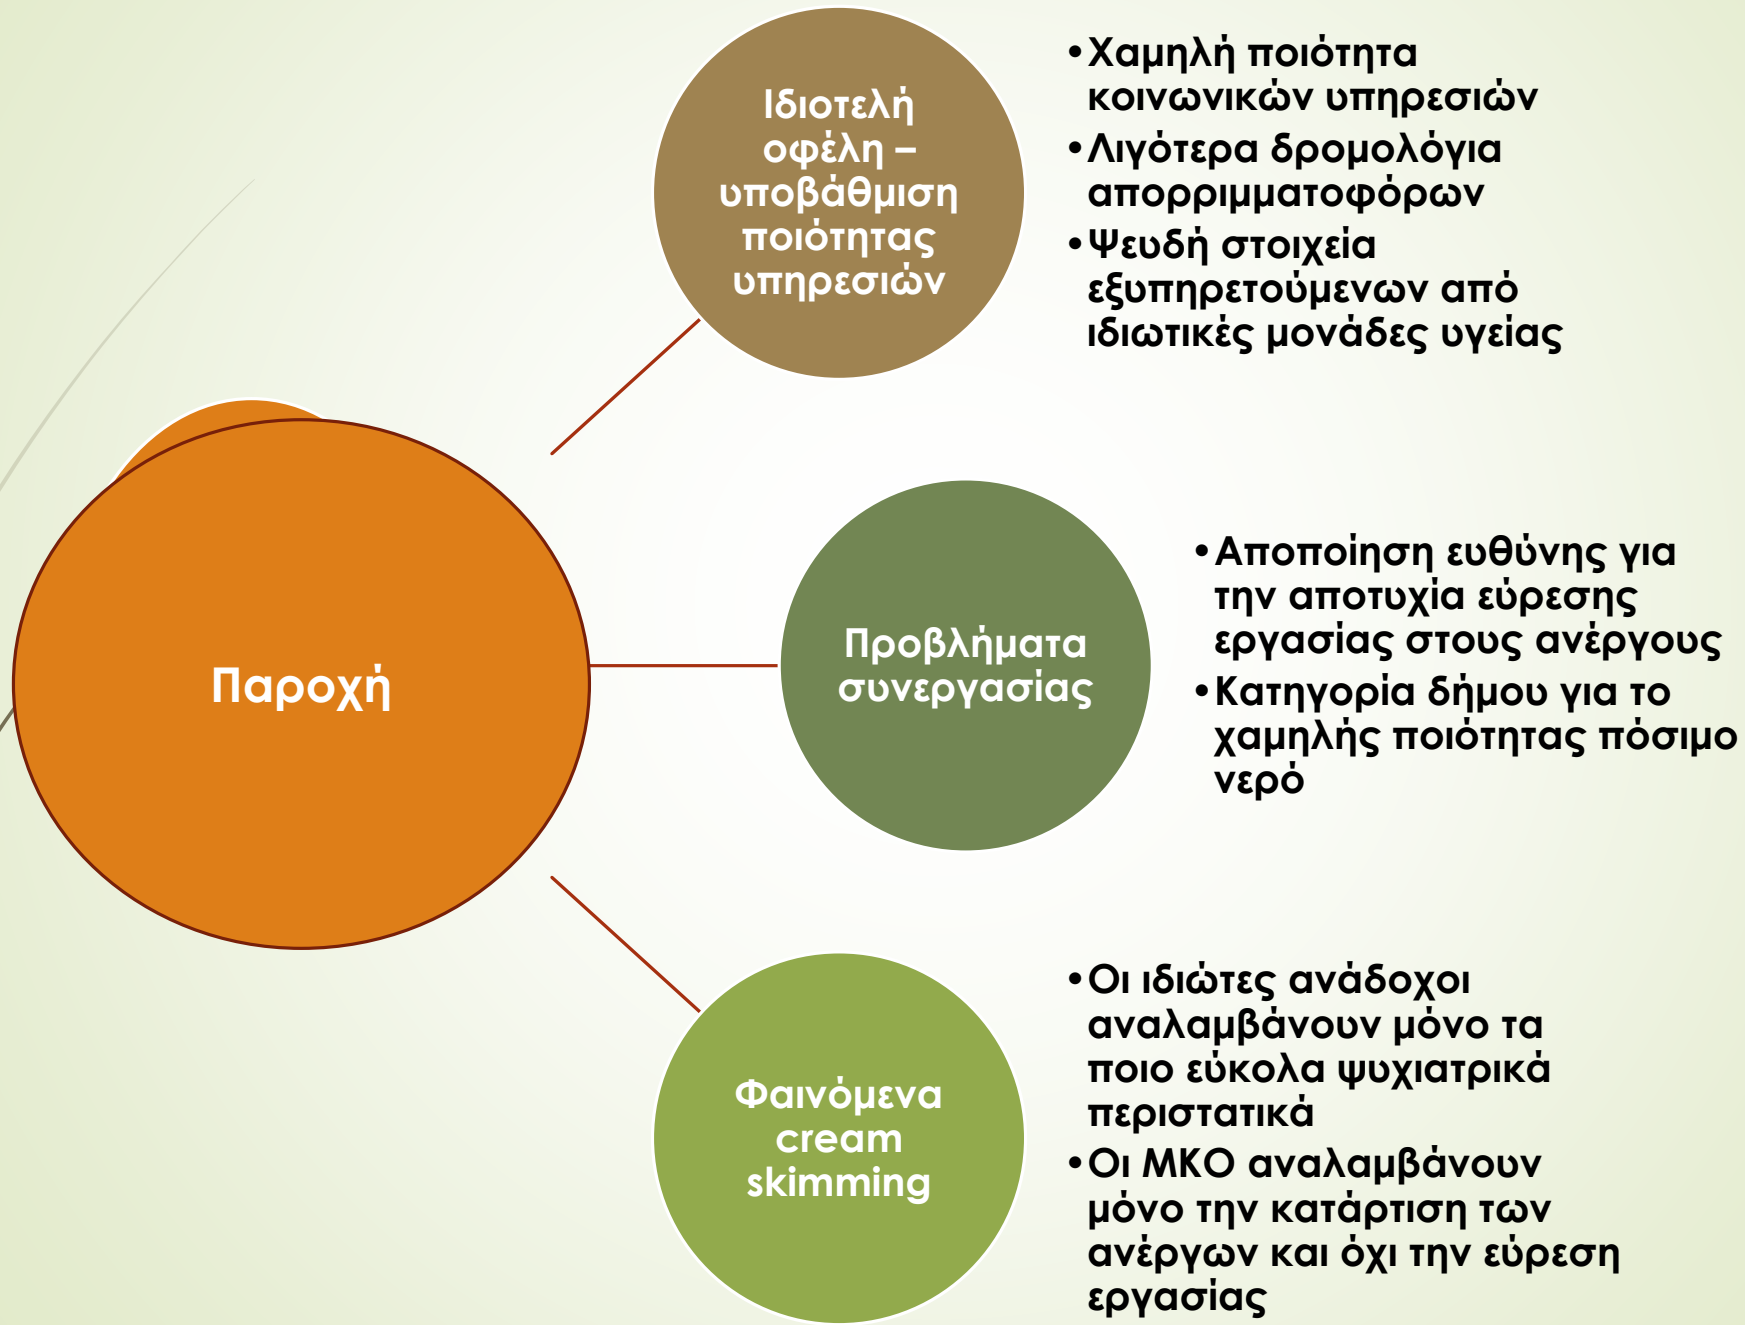 Ιδιοτελή
οφέλη –
υποβάθμιση
ποιότητας
υπηρεσιών
•Χαμηλή ποιότητα
κοινωνικών υπηρεσιών
•Λιγότερα δρομολόγια
απορριμματοφόρων
•Ψευδή στοιχεία
εξυπηρετούμενων από
ιδιωτικές μονάδες υγείας
Παροχή
Προβλήματα
συνεργασίας
•Αποποίηση ευθύνης για
την αποτυχία εύρεσης
εργασίας στους ανέργους
•Κατηγορία δήμου για το
χαμηλής ποιότητας πόσιμο
νερό
Φαινόμενα
cream
skimming
•Οι ιδιώτες ανάδοχοι
αναλαμβάνουν μόνο τα
ποιο εύκολα ψυχιατρικά
περιστατικά
•Οι ΜΚΟ αναλαμβάνουν
μόνο την κατάρτιση των
ανέργων και όχι την εύρεση
εργασίας